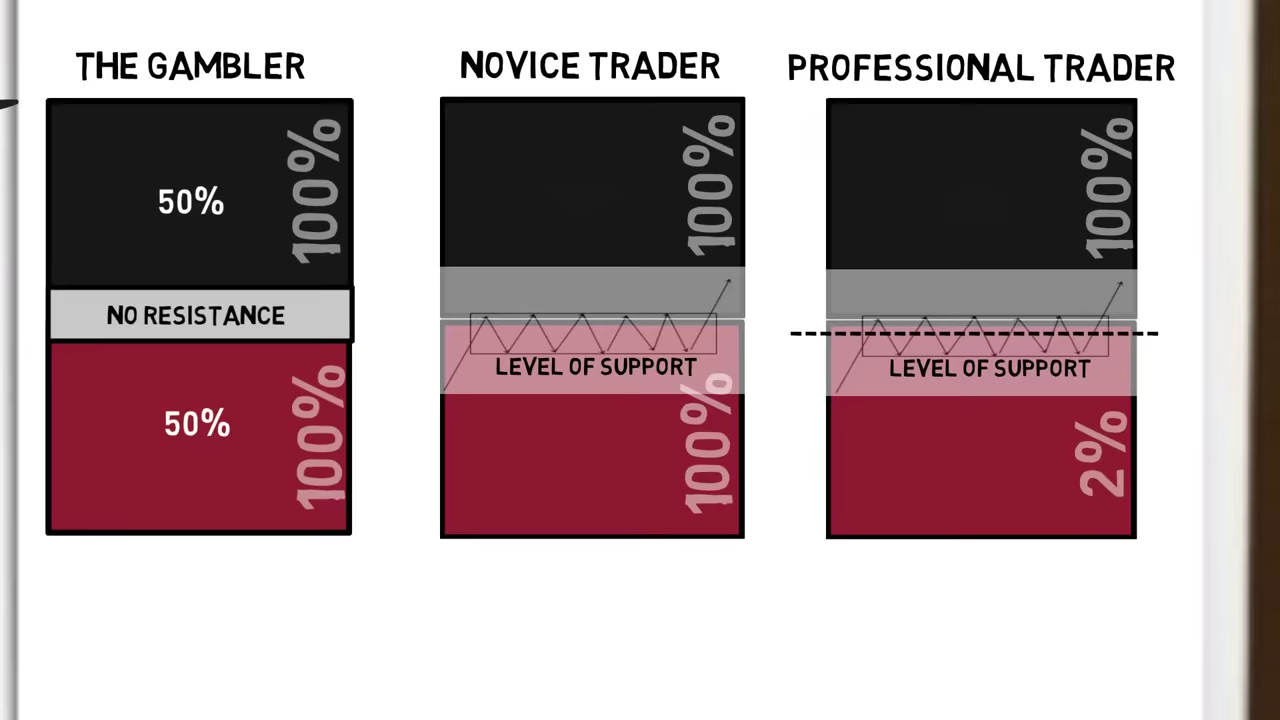 THE GAMBLER
100%
50%
NO RESISTANCE
50%
100%
NOVICE TRADER
100%
LEVEL OF SUPPORT
100%
PROFESSIONAL TRADER
100%
LEVEL OF SUPPORT
2%